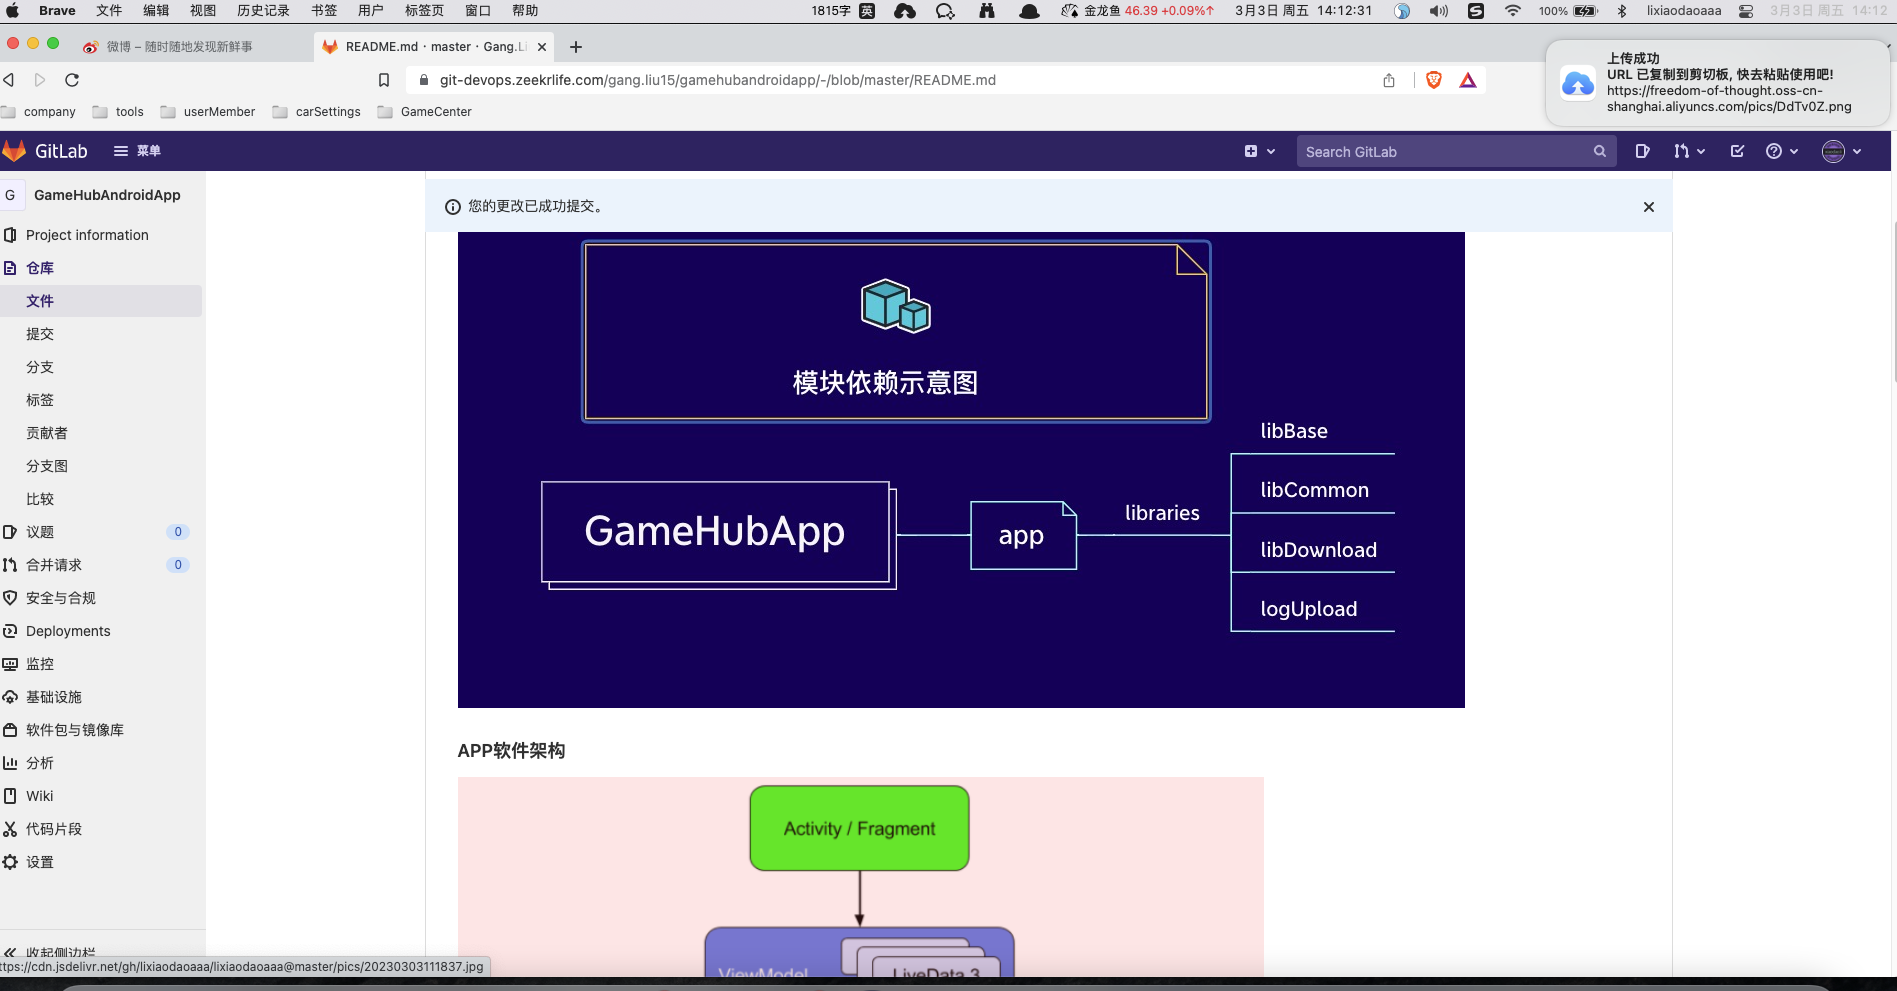 Brave 文件 编辑 视图 历史记录 书签 用户 标签页 窗口 帮助 1815字 英 金龙鱼 46.39 +0.09%↑ 3月3日 周五 14:12:31 100% lixiaodaoaaa 3月3日 周五 14:12
微博 – 随时随地发现新鲜事 README.md · master · Gang.Li
git-devops.zeekrlife.com/gang.liu15/gamehubandroidapp/-/blob/master/README.md
company tools userMember carSettings GameCenter
上传成功
URL 已复制到剪切板, 快去粘贴使用吧!
https://freedom-of-thought.oss-cn-
shanghai.aliyuncs.com/pics/DdTv0Z.png
GitLab 菜单 Search GitLab
G GameHubAndroidApp
Project information
仓库
文件
提交
分支
标签
贡献者
分支图
比较
议题 0
合并请求 0
安全与合规
Deployments
监控
基础设施
软件包与镜像库
分析
Wiki
代码片段
设置
收起侧边栏
ttps://cdn.jsdelivr.net/gh/lixiaodaoaaa/lixiaodaoaaa@master/pics/20230303111837.jpg
您的更改已成功提交。
模块依赖示意图
GameHubApp
app
libraries
libBase
libCommon
libDownload
logUpload
APP软件架构
Activity / Fragment
ViewModel
LiveData 3